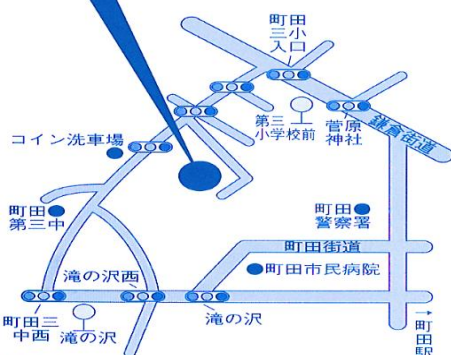 町田
三小
入口
第三
小学校前
菅原
神社
鎌倉街道
コイン洗車場
町田
第三中
町田
警察署
町田街道
滝の沢西
町田市民病院
町田三
中西
滝の沢
滝の沢
→町田駅